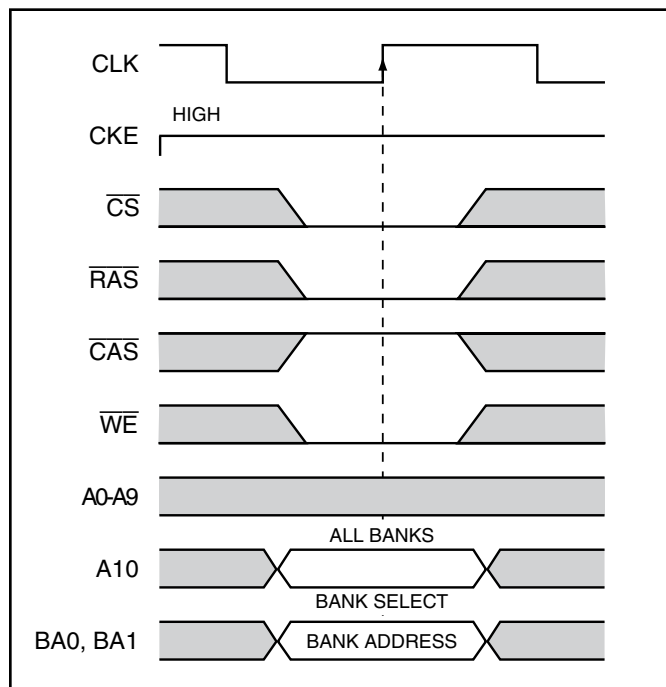 CLK
HIGH
CKE
CS
RAS
CAS
WE
A0-A9
ALL BANKS
A10
BANK SELECT
BA0, BA1 BANK ADDRESS